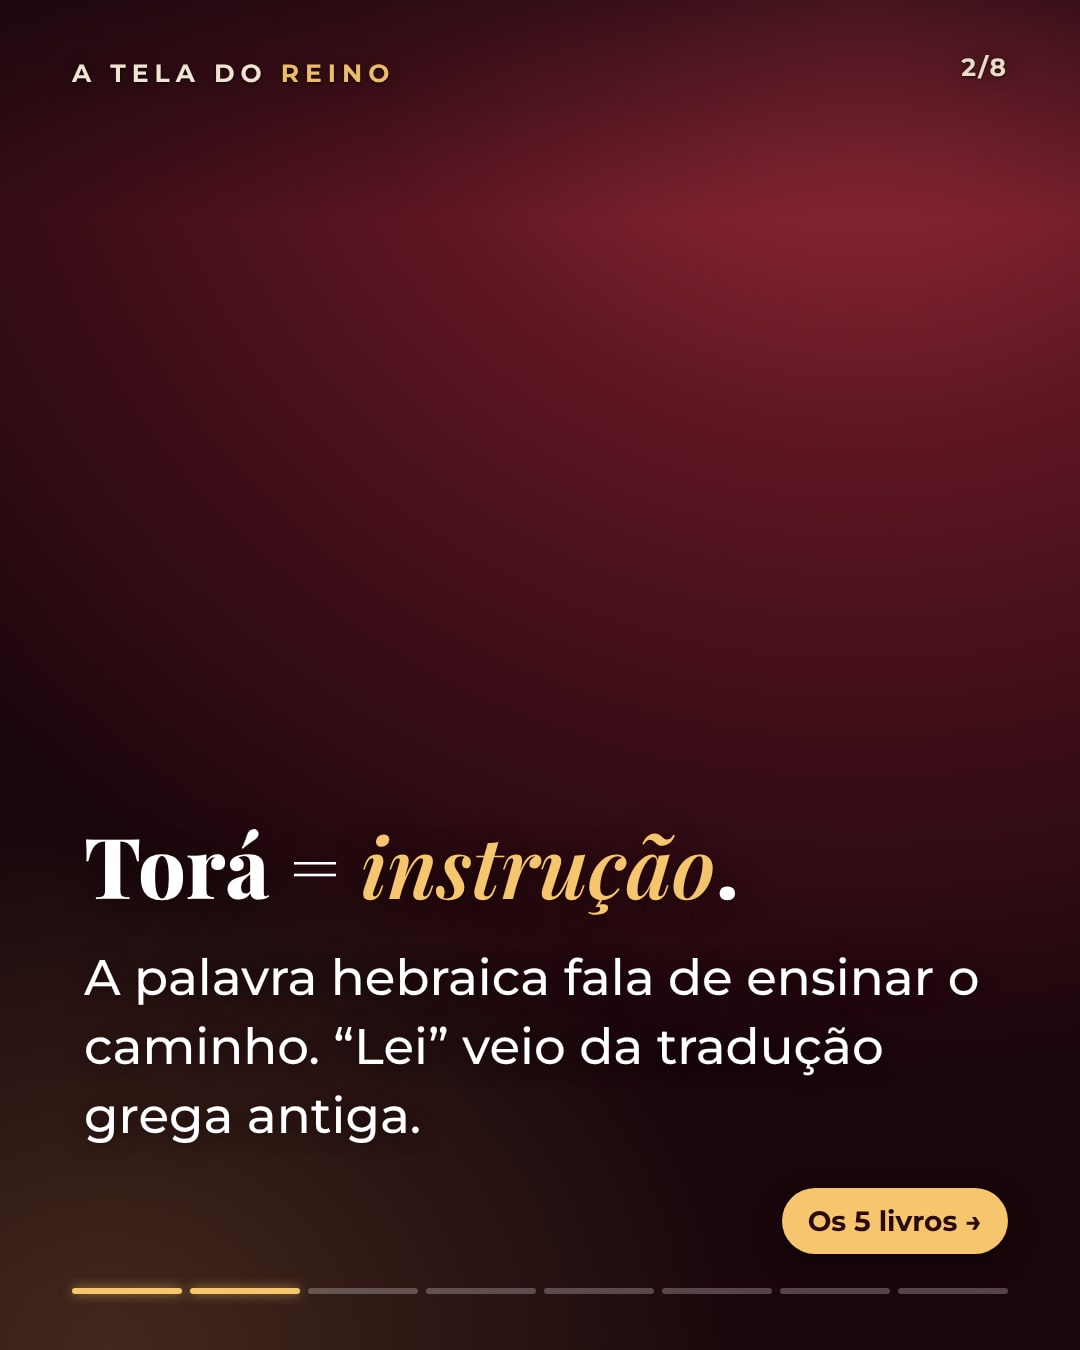 A TELA DO REINO
2/8
Torá = instrução.
A palavra hebraica fala de ensinar o
caminho. “Lei” veio da tradução
grega antiga.
Os 5 livros →